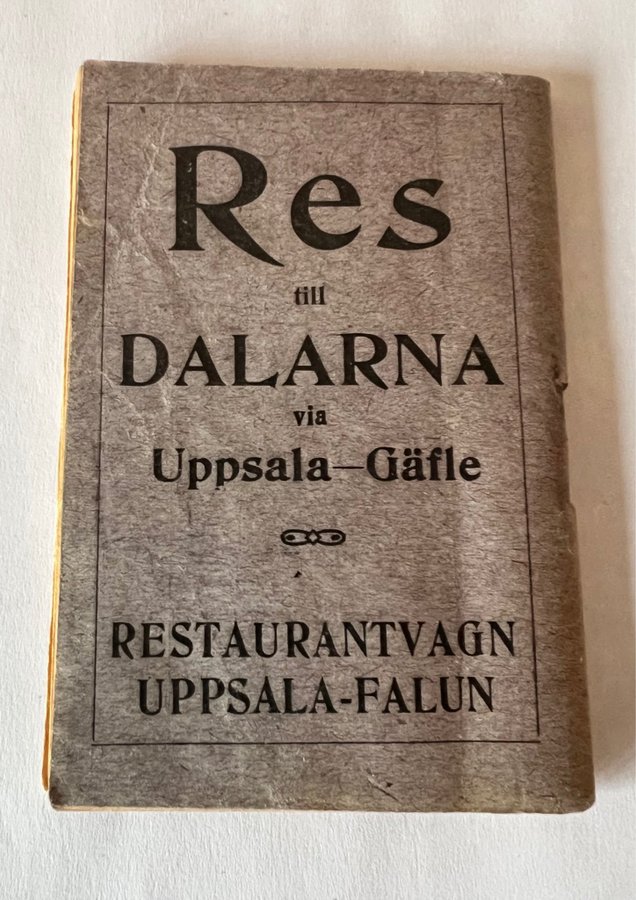 Res
till
DALARNA
via
Uppsala—Gäfle
RESTAURANTVAGN
UPPSALA-FALUN